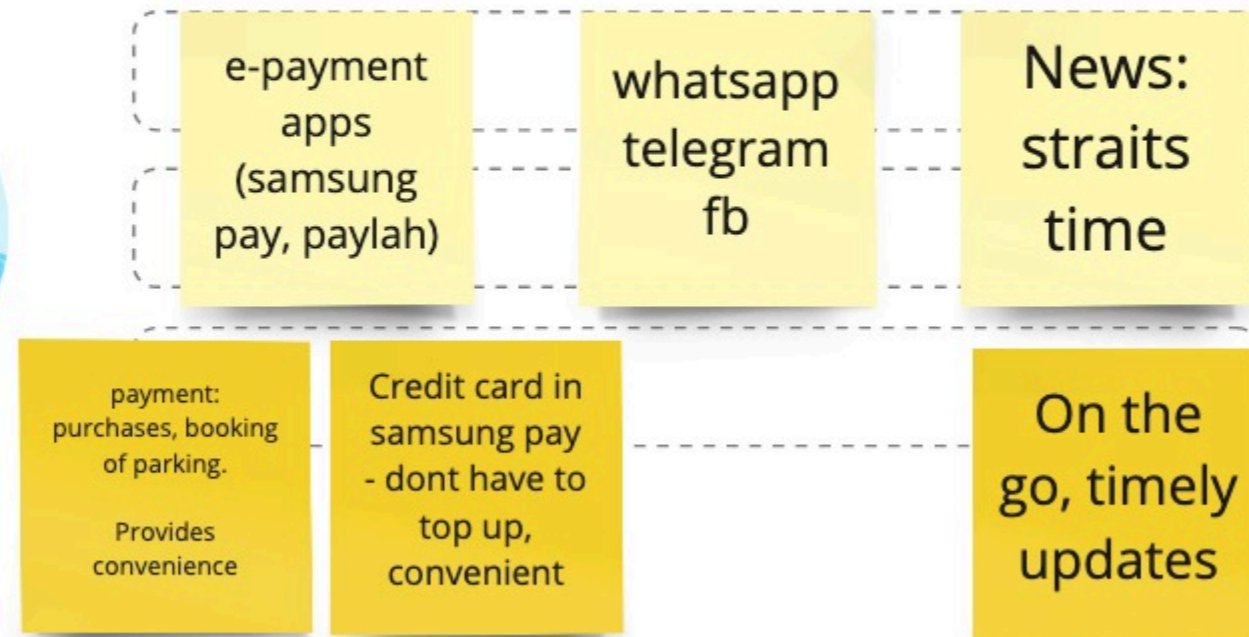 e-payment
apps
(samsung
pay, paylah)
whatsapp
telegram
fb
News:
straits
time
payment:
purchases, booking
of parking.
Provides
convenience
Credit card in
samsung pay
- dont have to
top up,
convenient
On the
go, timely
updates